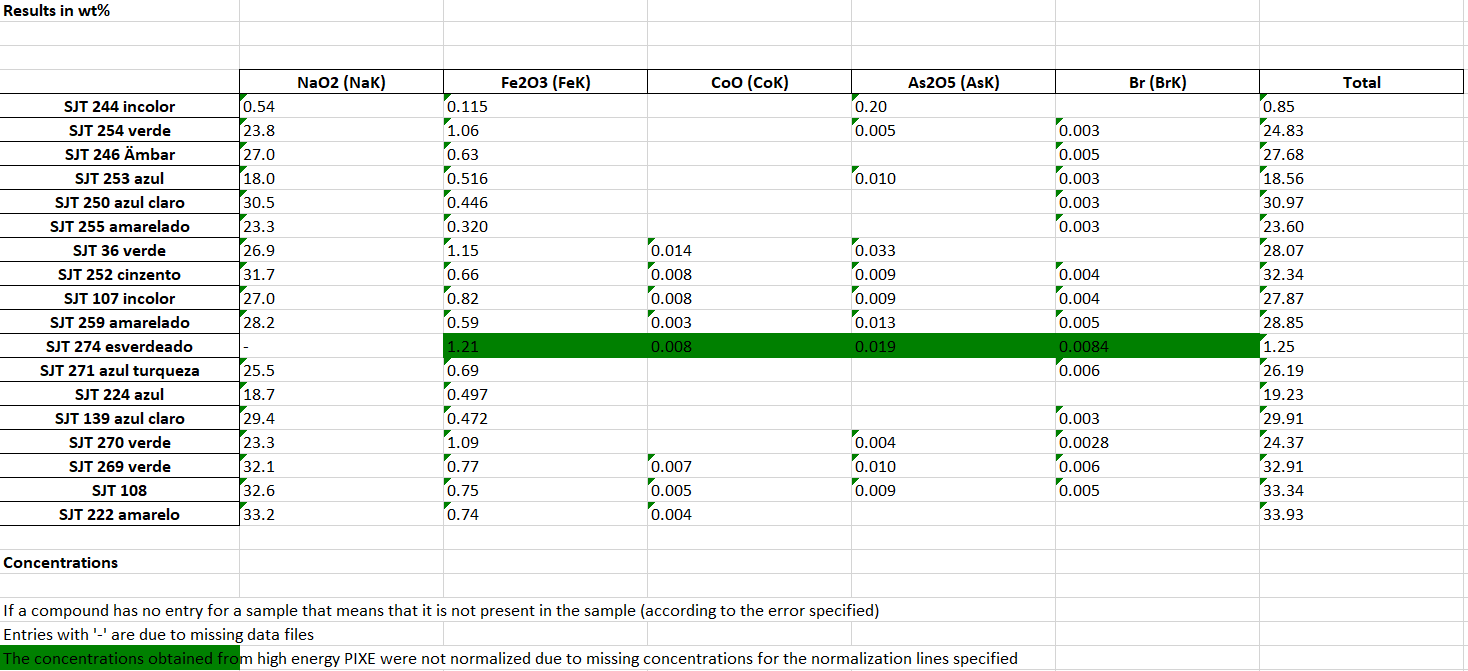 Results in wt%
NaO2 (NaK) Fe2O3 (FeK) CoO (CoK) As2O5 (AsK) Br (BrK) Total
SJT 244 incolor 0.54 0.115 0.20 0.85
SJT 254 verde 23.8 1.06 0.005 0.003 24.83
SJT 246 Ämbar 27.0 0.63 0.005 27.68
SJT 253 azul 18.0 0.516 0.010 0.003 18.56
SJT 250 azul claro 30.5 0.446 0.003 30.97
SJT 255 amarelado 23.3 0.320 0.003 23.60
SJT 36 verde 26.9 1.15 0.014 0.033 28.07
SJT 252 cinzento 31.7 0.66 0.008 0.009 0.004 32.34
SJT 107 incolor 27.0 0.82 0.008 0.009 0.004 27.87
SJT 259 amarelado 28.2 0.59 0.003 0.013 0.005 28.85
SJT 274 esverdeado - 1.21 0.008 0.019 0.0084 1.25
SJT 271 azul turqueza 25.5 0.69 0.006 26.19
SJT 224 azul 18.7 0.497 19.23
SJT 139 azul claro 29.4 0.472 0.003 29.91
SJT 270 verde 23.3 1.09 0.004 0.0028 24.37
SJT 269 verde 32.1 0.77 0.007 0.010 0.006 32.91
SJT 108 32.6 0.75 0.005 0.009 0.005 33.34
SJT 222 amarelo 33.2 0.74 0.004 33.93
Concentrations
If a compound has no entry for a sample that means that it is not present in the sample (according to the error specified)
Entries with '-' are due to missing data files
The concentrations obtained from high energy PIXE were not normalized due to missing concentrations for the normalization lines specified